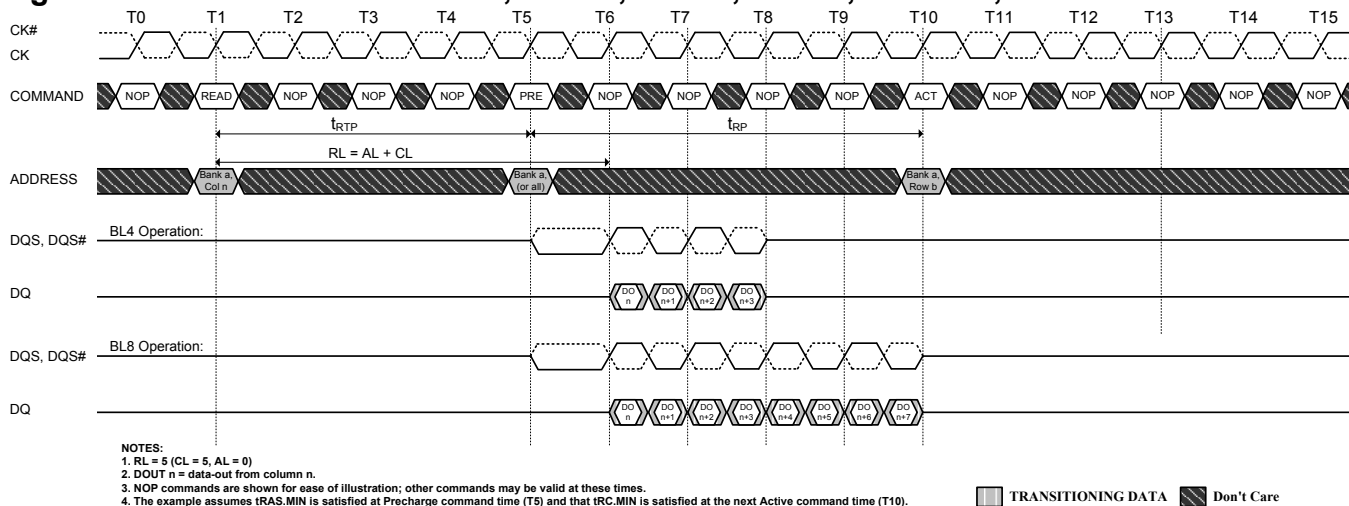 T0 T1 T2 T3 T4 T5 T6 T7 T8 T9 T10 T11 T12 T13 T14 T15
CK#
CK
COMMAND NOP READ NOP NOP NOP PRE NOP NOP NOP NOP ACT NOP NOP NOP NOP NOP
tRTP tRP
RL = AL + CL
ADDRESS Bank a, Col n Bank a, (or all) Bank a, Row b
BL4 Operation:
DQS, DQS#
DQ DO n DO n+1 DO n+2 DO n+3
BL8 Operation:
DQS, DQS#
DQ DO n DO n+1 DO n+2 DO n+3 DO n+4 DO n+5 DO n+6 DO n+7
NOTES:
1. RL = 5 (CL = 5, AL = 0)
2. DOUT n = data-out from column n.
3. NOP commands are shown for ease of illustration; other commands may be valid at these times.
4. The example assumes tRAS.MIN is satisfied at Precharge command time (T5) and that tRC.MIN is satisfied at the next Active command time (T10).
TRANSITIONING DATA Don't Care